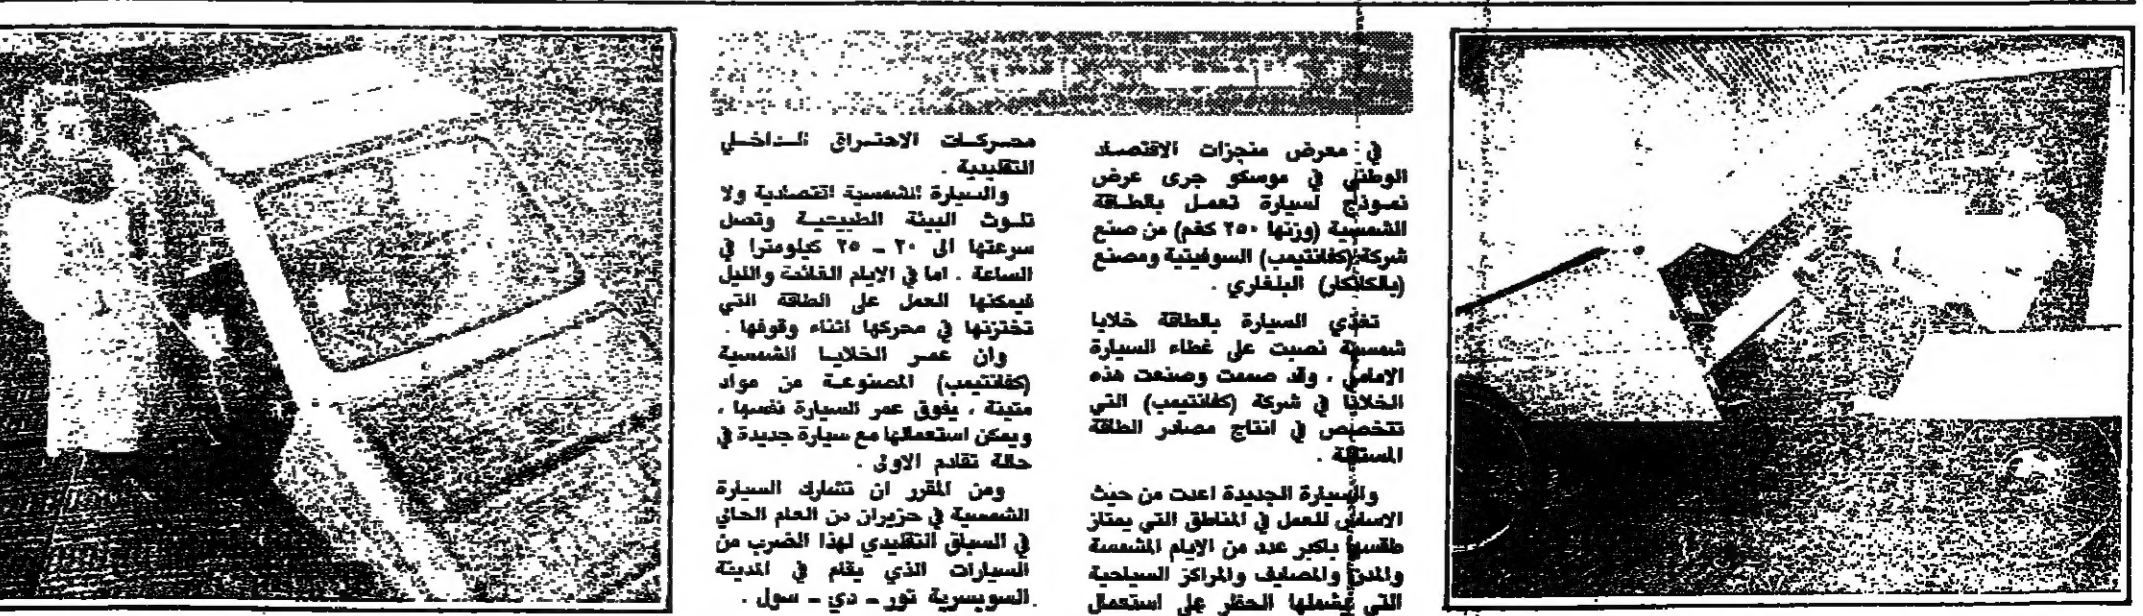 في معرض منجزات الاقتصاد
الوطني في موسكو جرى عرض
نموذج لسيارة تعمل بالطاقة
الشمسية (وزنها ٢٥٠ كغم) من صنع
شركة (كفانتيمب) السوفيتية ومصنع
(بالكانكار) البلغاري .
تغذي السيارة بالطاقة خلايا
شمسية نصبت على غطاء السيارة
الامامي ، وقد صممت وصنعت هذه
الخلايا في شركة (كفانتيمب) التي
تتخصص في انتاج مصادر الطاقة
المستقلة .
والسيارة الجديدة اعدت من حيث
الاساس للعمل في المناطق التي يمتاز
طقسها باكبر عدد من الايام المشمسة
والمدن والمصايف والمراكز السياحية
التي يشملها الحظر على استعمال
محركات الاحتراق الداخلي
التقليدية .
والسيارة الشمسية اقتصادية ولا
تلوث البيئة الطبيعية وتصل
سرعتها الى ٢٠ - ٢٥ كيلومترا في
الساعة . اما في الايام الغائمة والليل
فيمكنها العمل على الطاقة التي
تختزنها في محركها اثناء وقوفها .
وان عمر الخلايا الشمسية
(كفانتيمب) المصنوعة من مواد
متينة ، يفوق عمر السيارة نفسها ،
ويمكن استعمالها مع سيارة جديدة في
حالة تقادم الاولى .
ومن المقرر ان تشارك السيارة
الشمسية في حزيران من العام الحالي
في السباق التقليدي لهذا الضرب من
السيارات الذي يقام في المدينة
السويسرية تور - دي - سول .